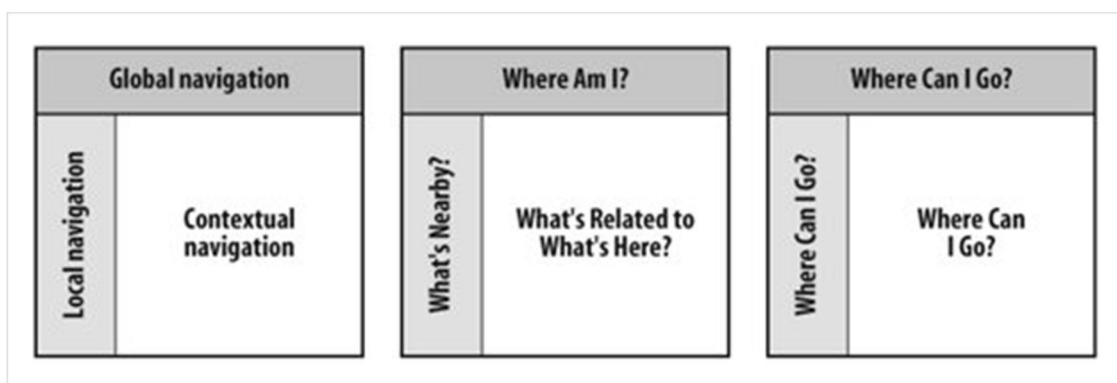 Global navigation
Local navigation
Contextual
navigation
Where Am I?
What's Nearby?
What's Related to
What's Here?
Where Can I Go?
Where Can I Go?
Where Can
I Go?